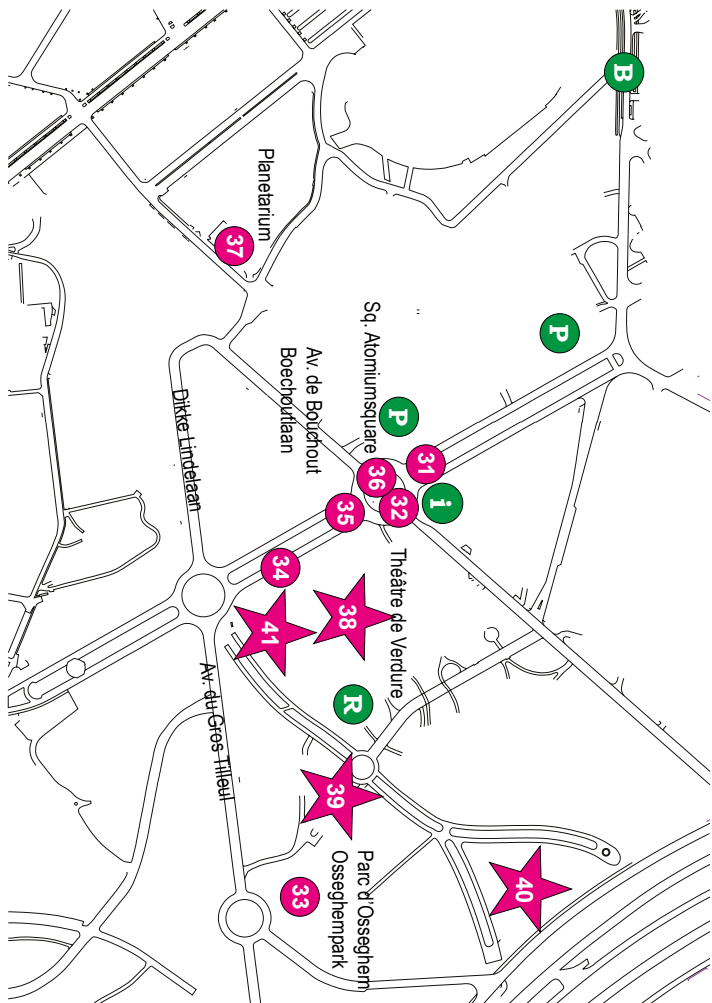 B
Planetarium
37
P
Sq. Atomiumsquare
P
Av. de Bouchout
Boechoutlaan
31
36
i
32
35
Dikke Lindelaan
34
Théâtre de Verdure
38
41
R
Av. du Gros Tilleul
39
Parc d'Osseghem
Osseghempark
40
33